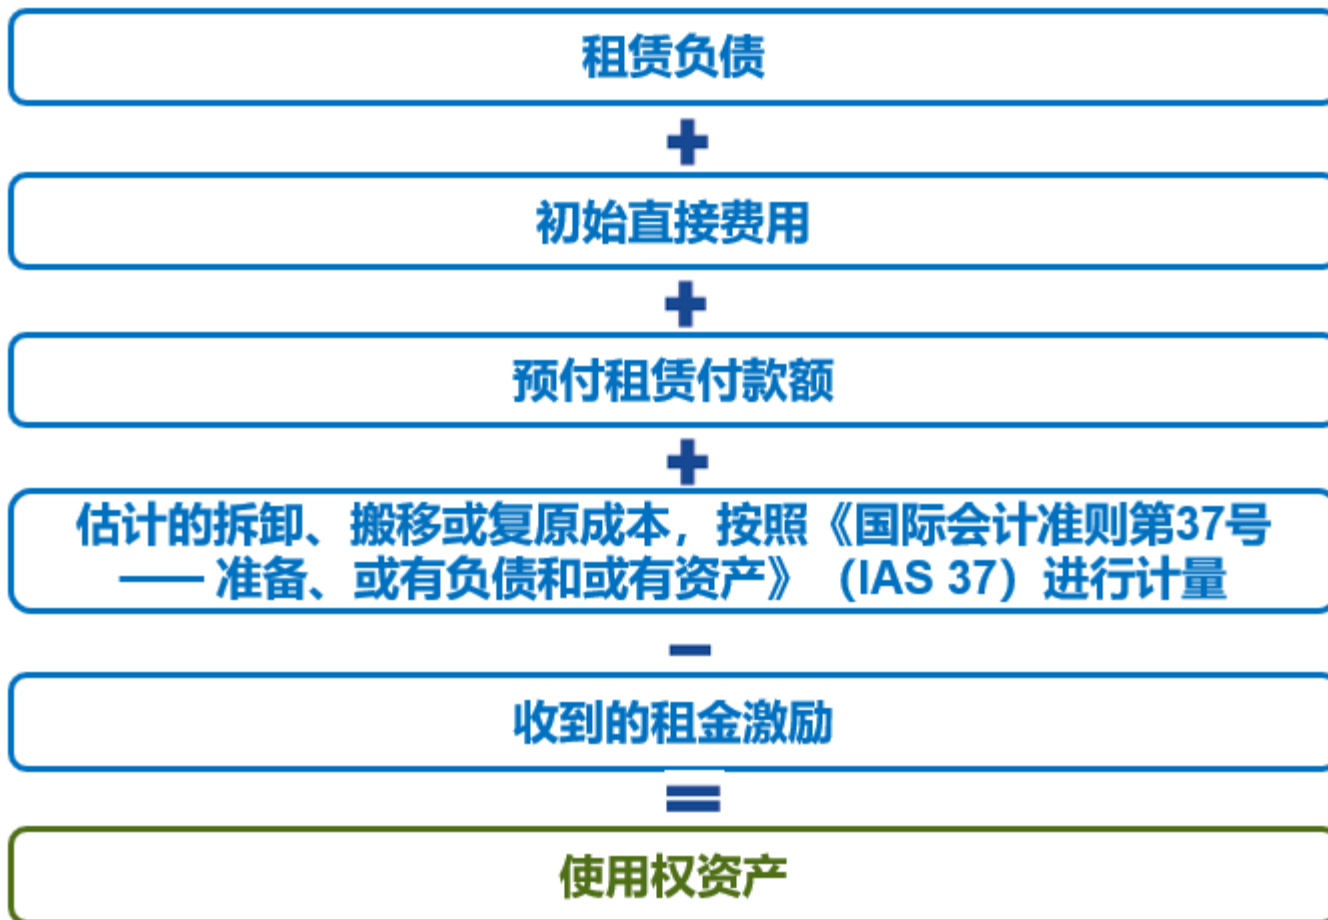 租赁负债
+
初始直接费用
+
预付租赁付款额
+
估计的拆卸、搬移或复原成本，按照《国际会计准则第37号
—— 准备、或有负债和或有资产》（IAS 37）进行计量
−
收到的租金激励
=
使用权资产